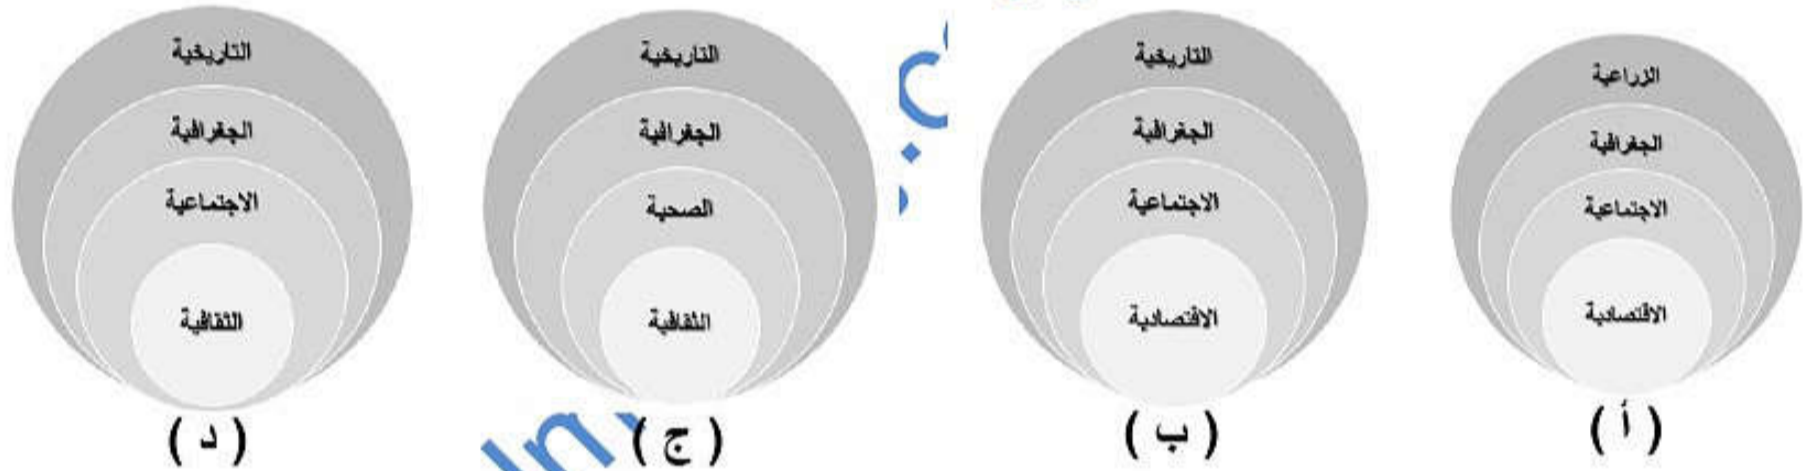 الزراعية
الجغرافية
الاجتماعية
الاقتصادية
( أ )
التاريخية
الجغرافية
الاجتماعية
الاقتصادية
( ب )
التاريخية
الجغرافية
الصحية
الثقافية
( ج )
التاريخية
الجغرافية
الاجتماعية
الثقافية
( د )